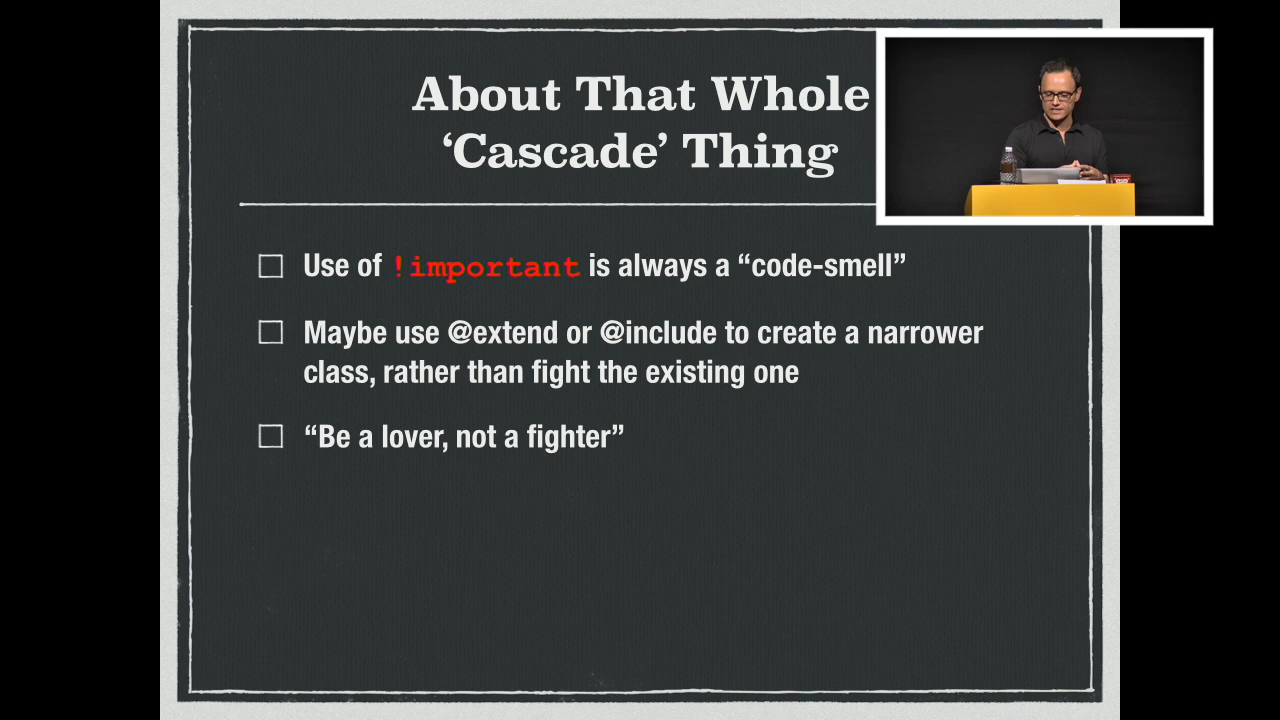 About That Whole
‘Cascade’ Thing
Use of !important is always a “code-smell”
Maybe use @extend or @include to create a narrower
class, rather than fight the existing one
“Be a lover, not a fighter”